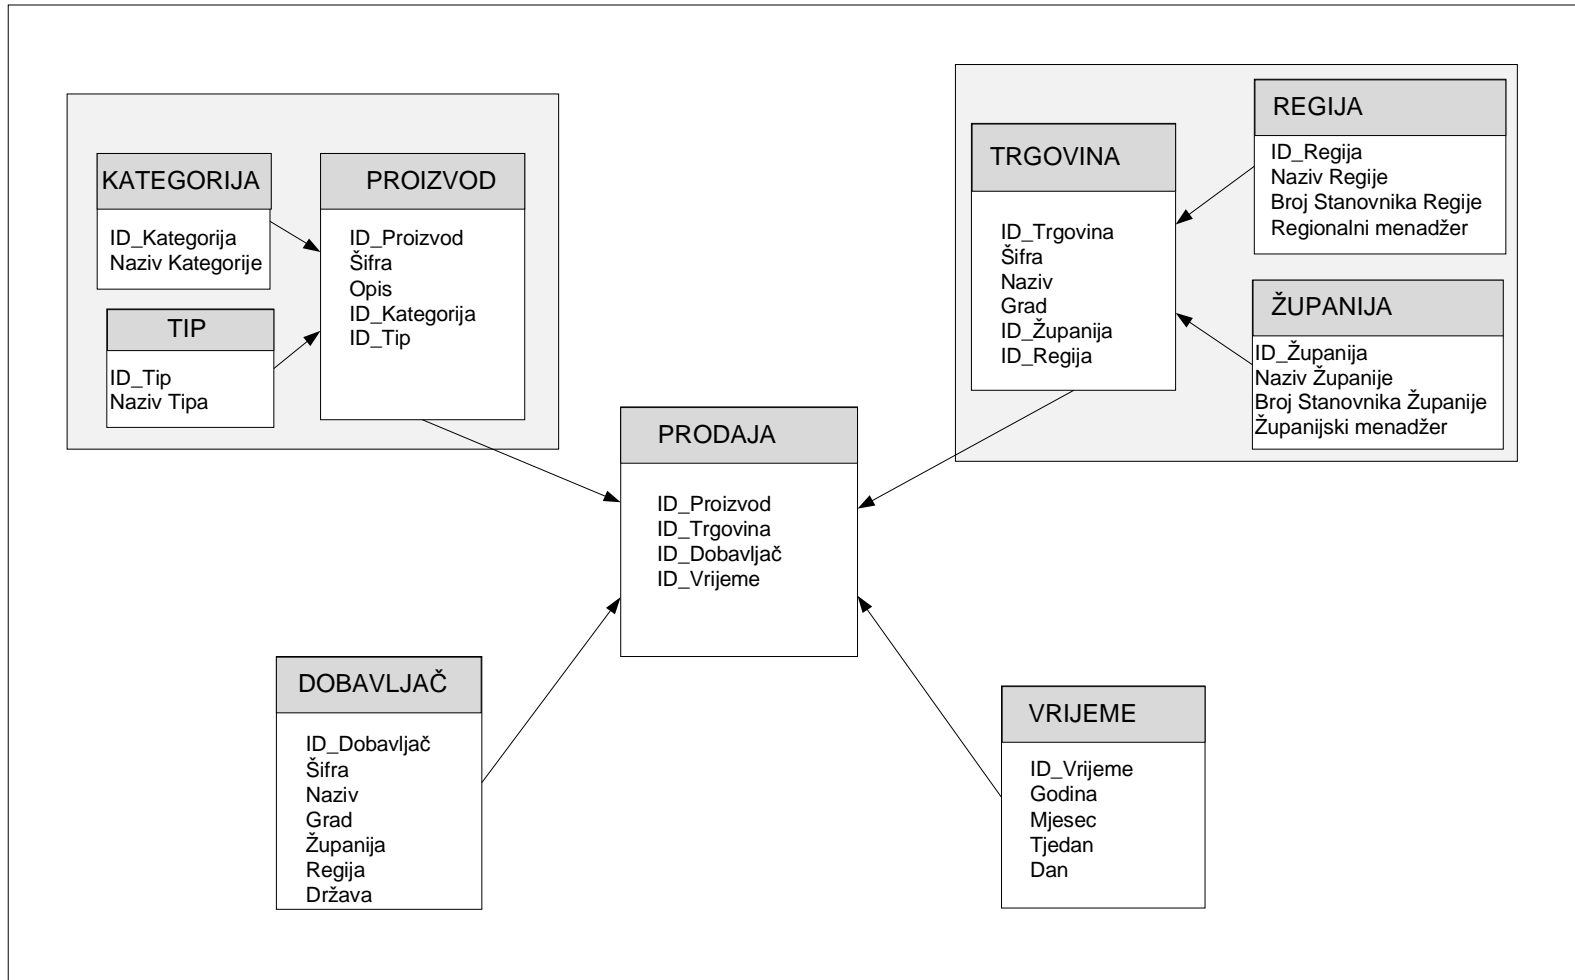 KATEGORIJA
ID_Kategorija
Naziv Kategorije
TIP
ID_Tip
Naziv Tipa
PROIZVOD
ID_Proizvod
Šifra
Opis
ID_Kategorija
ID_Tip
TRGOVINA
ID_Trgovina
Šifra
Naziv
Grad
ID_Županija
ID_Regija
REGIJA
ID_Regija
Naziv Regije
Broj Stanovnika Regije
Regionalni menadžer
ŽUPANIJA
ID_Županija
Naziv Županije
Broj Stanovnika Županije
Županijski menadžer
PRODAJA
ID_Proizvod
ID_Trgovina
ID_Dobavljač
ID_Vrijeme
DOBAVLJAČ
ID_Dobavljač
Šifra
Naziv
Grad
Županija
Regija
Država
VRIJEME
ID_Vrijeme
Godina
Mjesec
Tjedan
Dan